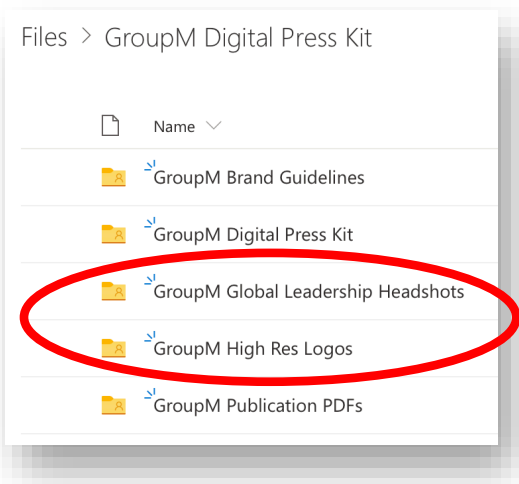 Files > GroupM Digital Press Kit
Name
GroupM Brand Guidelines
GroupM Digital Press Kit
GroupM Global Leadership Headshots
GroupM High Res Logos
GroupM Publication PDFs